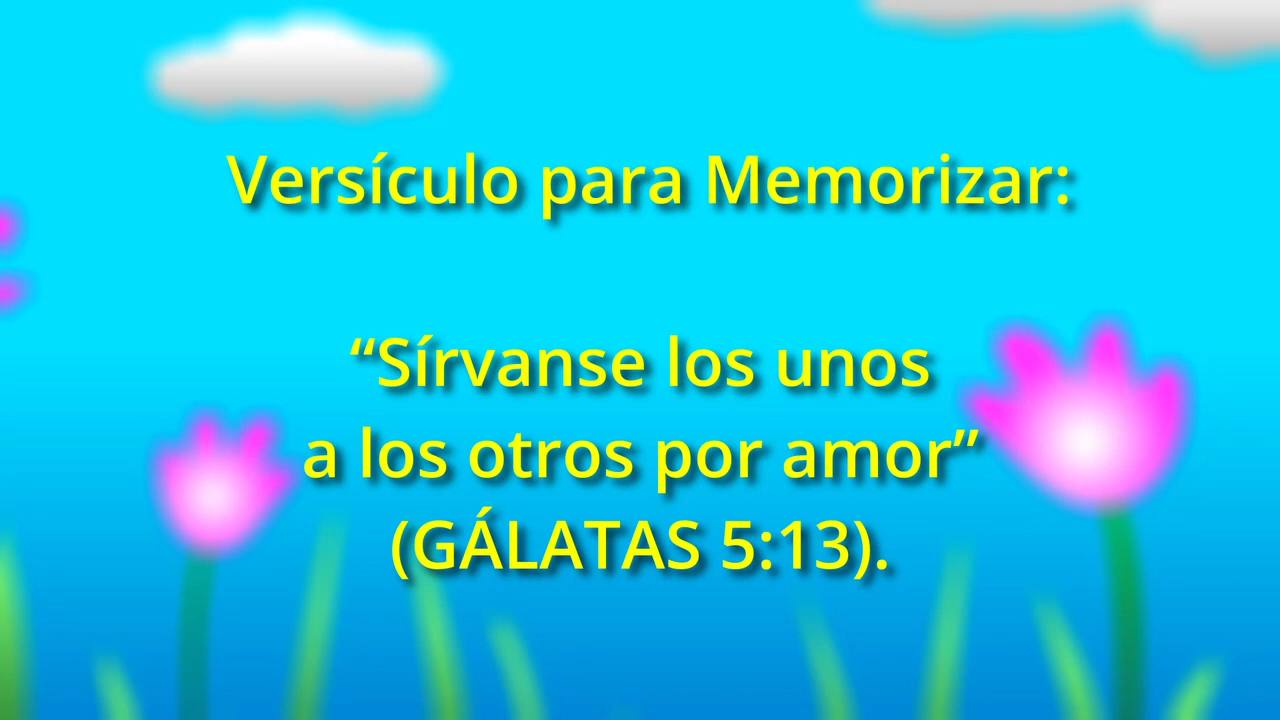 Versículo para Memorizar:
“Sírvanse los unos
a los otros por amor”
(GÁLATAS 5:13).